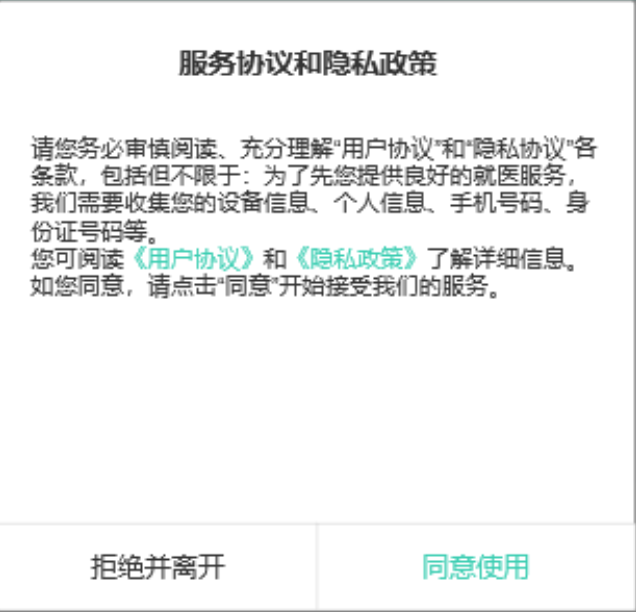 服务协议和隐私政策
请您务必审慎阅读、充分理解“用户协议”和“隐私协议”各
条款，包括但不限于：为了先您提供良好的就医服务，
我们需要收集您的设备信息、个人信息、手机号码、身
份证号码等。
您可阅读《用户协议》和《隐私政策》了解详细信息。
如您同意，请点击“同意”开始接受我们的服务。
拒绝并离开
同意使用